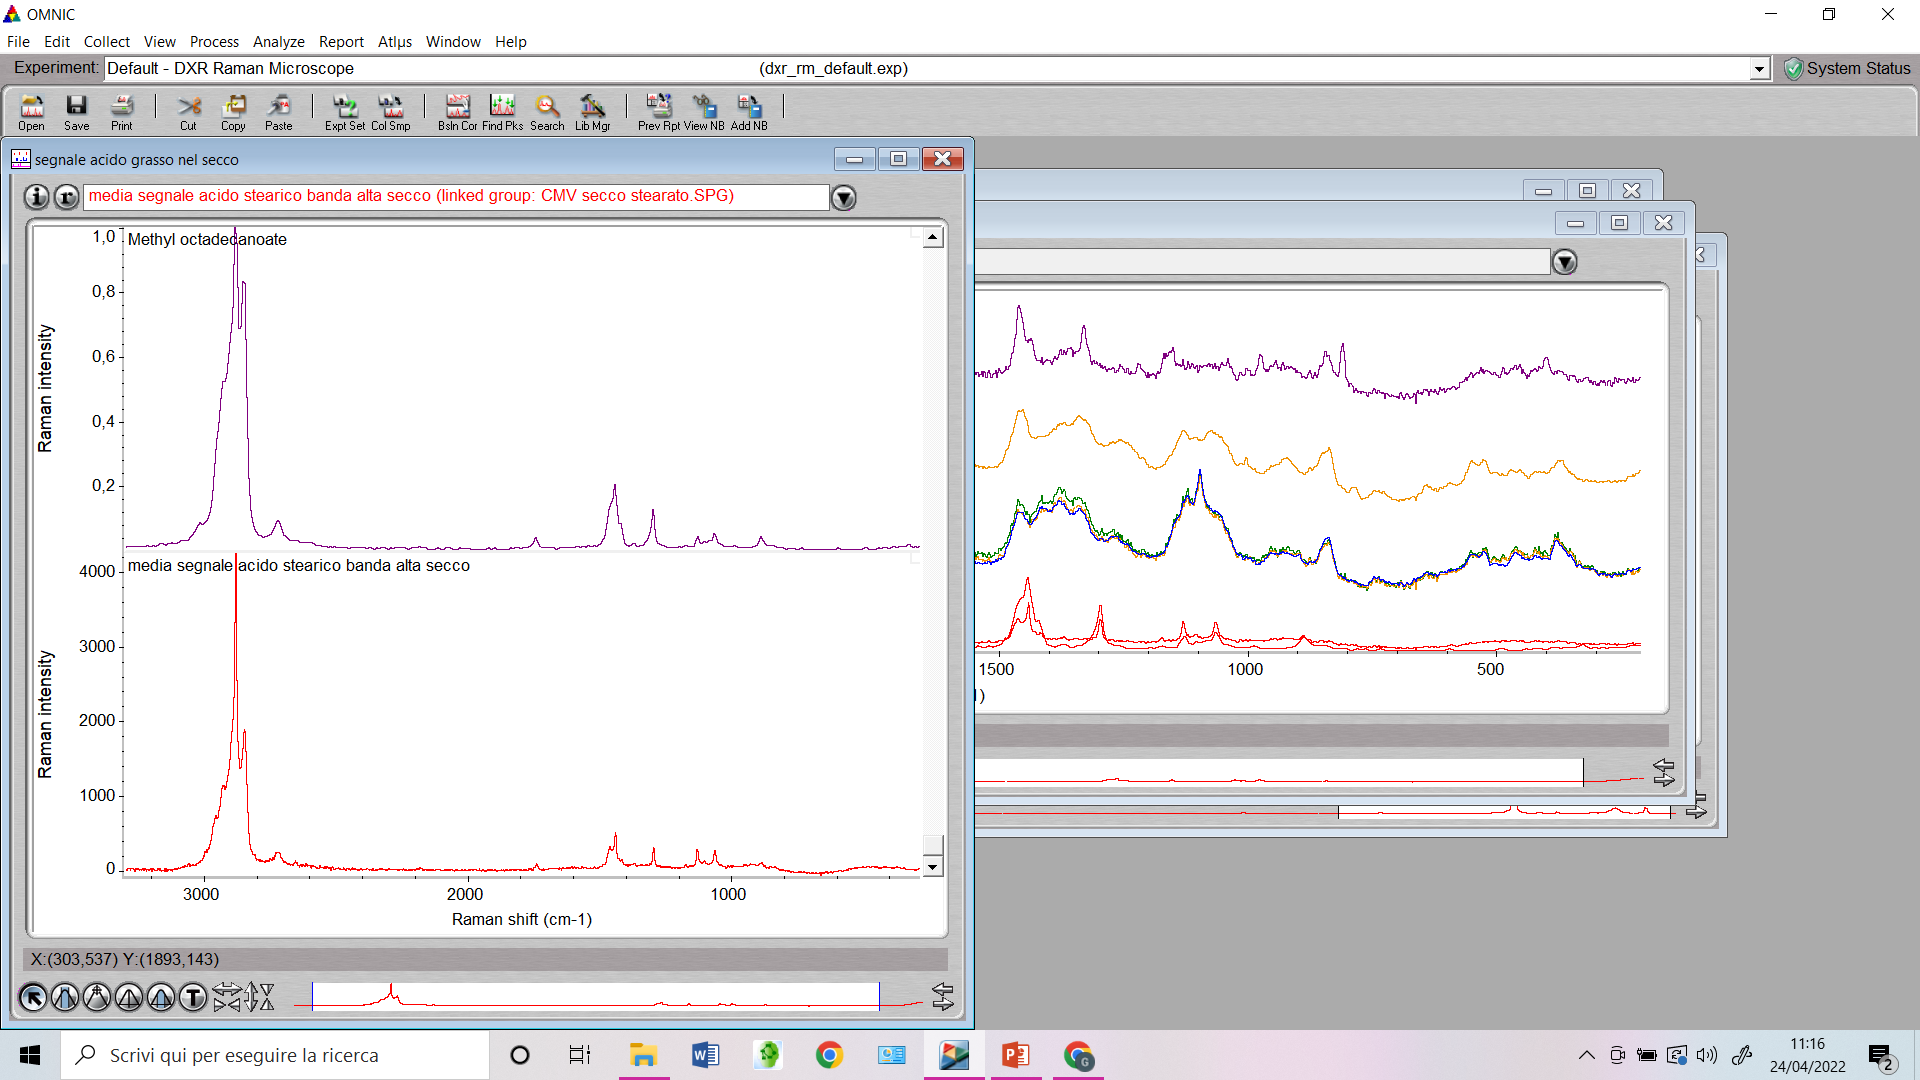 OMNIC
File Edit Collect View Process Analyze Report Atlµs Window Help
Experiment: Default - DXR Raman Microscope (dxr_rm_default.exp) System Status
Open Save Print Cut Copy Paste Expt Set Col Smp Bsln Cor Find Pks Search Lib Mgr Prev Rpt View NB Add NB
segnale acido grasso nel secco
media segnale acido stearico banda alta secco (linked group: CMV secco stearato.SPG)
1,0
Methyl octadecanoate
0,8
0,6
0,4
0,2
Raman intensity
media segnale acido stearico banda alta secco
4000
3000
2000
1000
0
Raman intensity
3000 2000 1000
Raman shift (cm-1)
1500 1000 500
1)
X:(303,537) Y:(1893,143)
T
Scrivi qui per eseguire la ricerca
11:16
24/04/2022
2